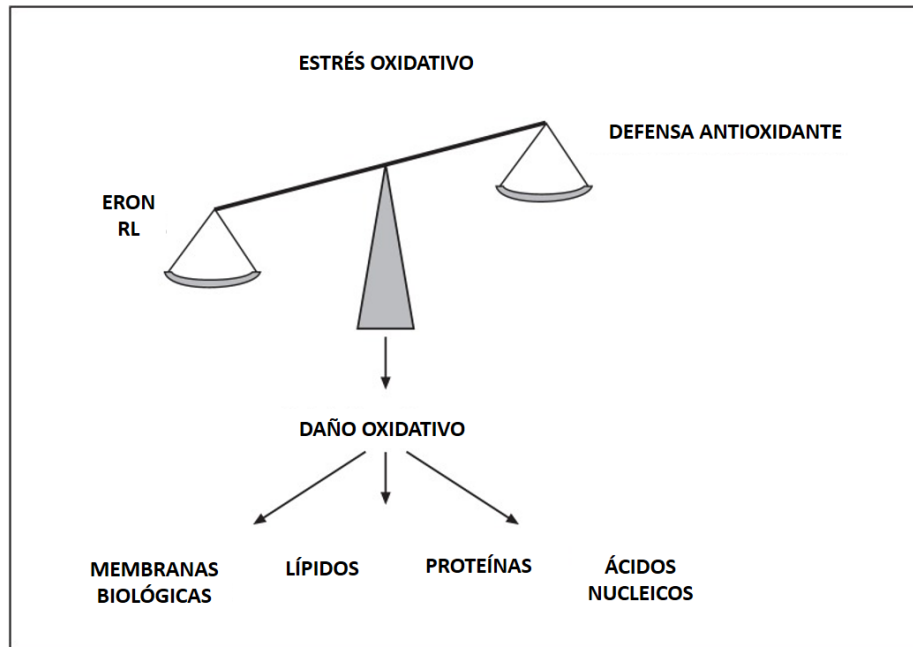 ESTRÉS OXIDATIVO
DEFENSA ANTIOXIDANTE
ERON
RL
DAÑO OXIDATIVO
MEMBRANAS
BIOLÓGICAS
LÍPIDOS
PROTEÍNAS
ÁCIDOS
NUCLEICOS